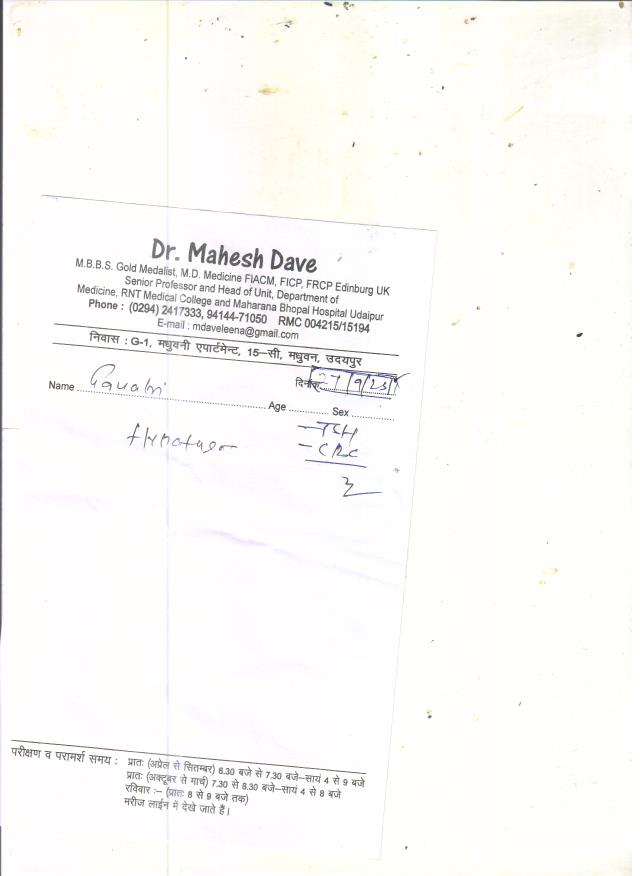 Dr. Mahesh Dave
M.B.B.S. Gold Medalist, M.D. Medicine FIACM, FICP, FRCP Edinburg UK
Senior Professor and Head of Unit, Department of
Medicine, RNT Medical College and Maharana Bhopal Hospital Udaipur
Phone : (0294) 2417333, 94144-71050 RMC 004215/15194
E-mail : mdaveleena@gmail.com
निवास : G-1, मधुवनी एपार्टमेन्ट, 15–सी, मधुवन, उदयपुर
दिनांक 27/9/23
Name ........ Age ........ Sex ........
- TSH
- CBC
परीक्षण व परामर्श समय : प्रातः (अप्रेल से सितम्बर) 6.30 बजे से 7.30 बजे–सायं 4 से 9 बजे
प्रातः (अक्टूबर से मार्च) 7.30 से 8.30 बजे–सायं 4 से 8 बजे
रविवार :– (प्रातः 8 से 9 बजे तक)
मरीज लाईन में देखे जाते हैं।